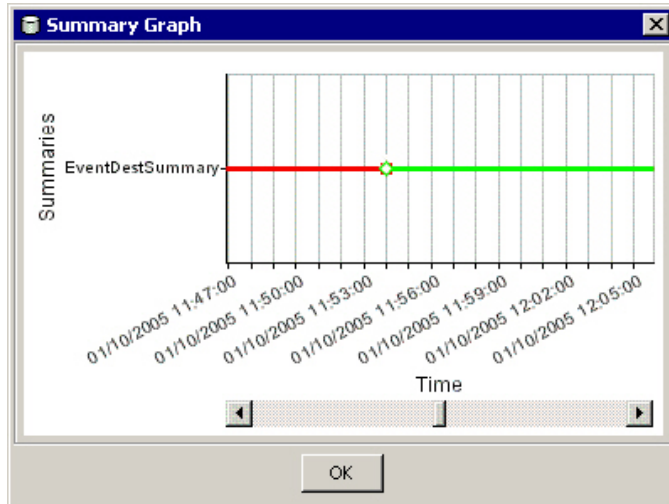 Summary Graph
Summaries
EventDestSummary
01/10/2005 11:47:00
01/10/2005 11:50:00
01/10/2005 11:53:00
01/10/2005 11:56:00
01/10/2005 11:59:00
01/10/2005 12:02:00
01/10/2005 12:05:00
Time
OK